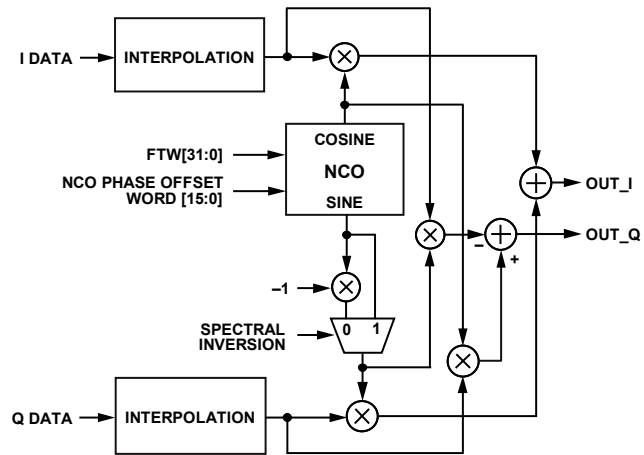 I DATA
INTERPOLATION
COSINE
FTW[31:0]
NCO
NCO PHASE OFFSET
WORD [15:0]
SINE
OUT_I
OUT_Q
–
+
–1
0 1
SPECTRAL
INVERSION
Q DATA
INTERPOLATION